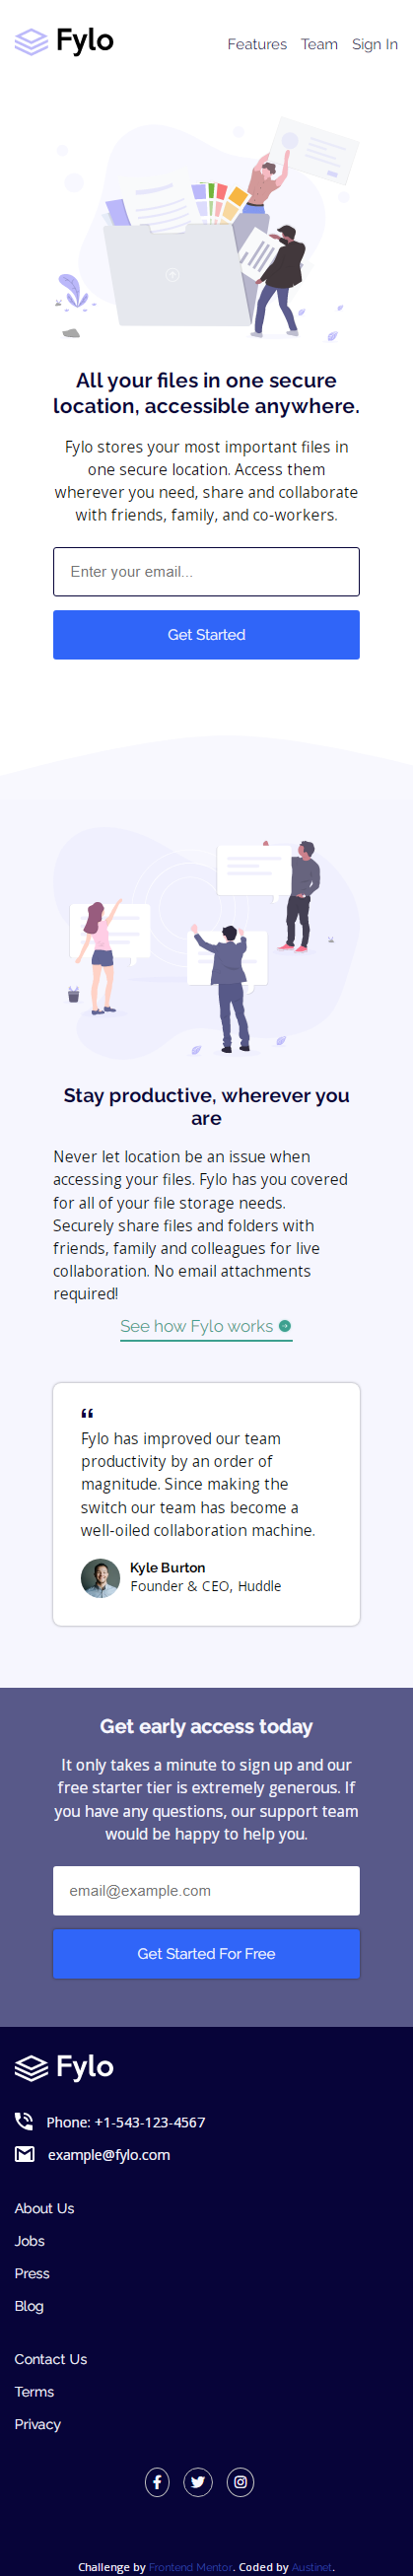 Fylo
Features Team Sign In
All your files in one secure
location, accessible anywhere.
Fylo stores your most important files in
one secure location. Access them
wherever you need, share and collaborate
with friends, family, and co-workers.
Enter your email...
Get Started
Stay productive, wherever you
are
Never let location be an issue when
accessing your files. Fylo has you covered
for all of your file storage needs.
Securely share files and folders with
friends, family and colleagues for live
collaboration. No email attachments
required!
See how Fylo works
“
Fylo has improved our team
productivity by an order of
magnitude. Since making the
switch our team has become a
well-oiled collaboration machine.
Kyle Burton
Founder & CEO, Huddle
Get early access today
It only takes a minute to sign up and our
free starter tier is extremely generous. If
you have any questions, our support team
would be happy to help you.
email@example.com
Get Started For Free
Fylo
Phone: +1-543-123-4567
example@fylo.com
About Us
Jobs
Press
Blog
Contact Us
Terms
Privacy
Challenge by Frontend Mentor. Coded by Austinet.